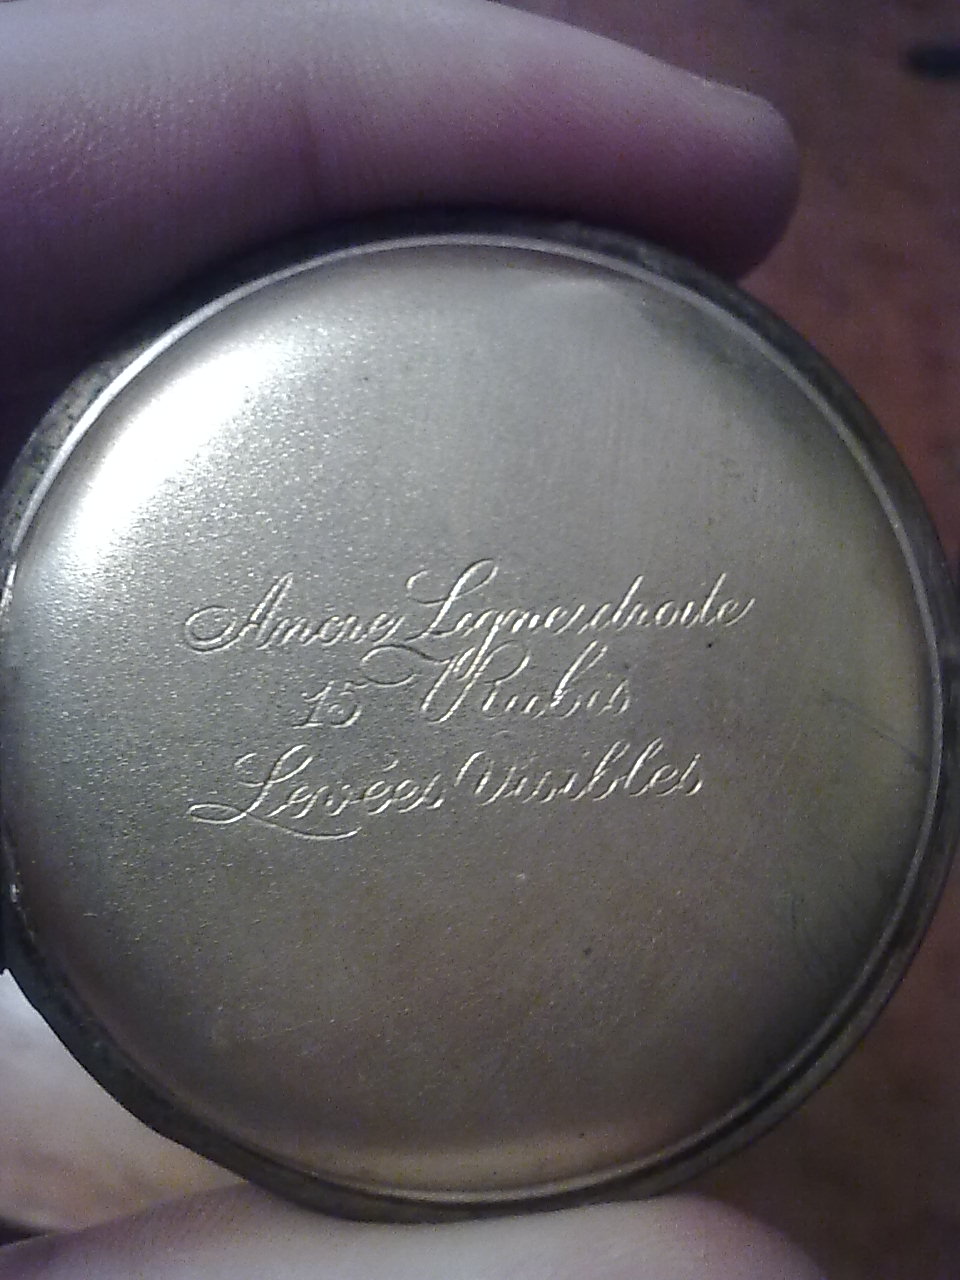 Ancre Ligne droite
15 Rubis
Levées Visibles